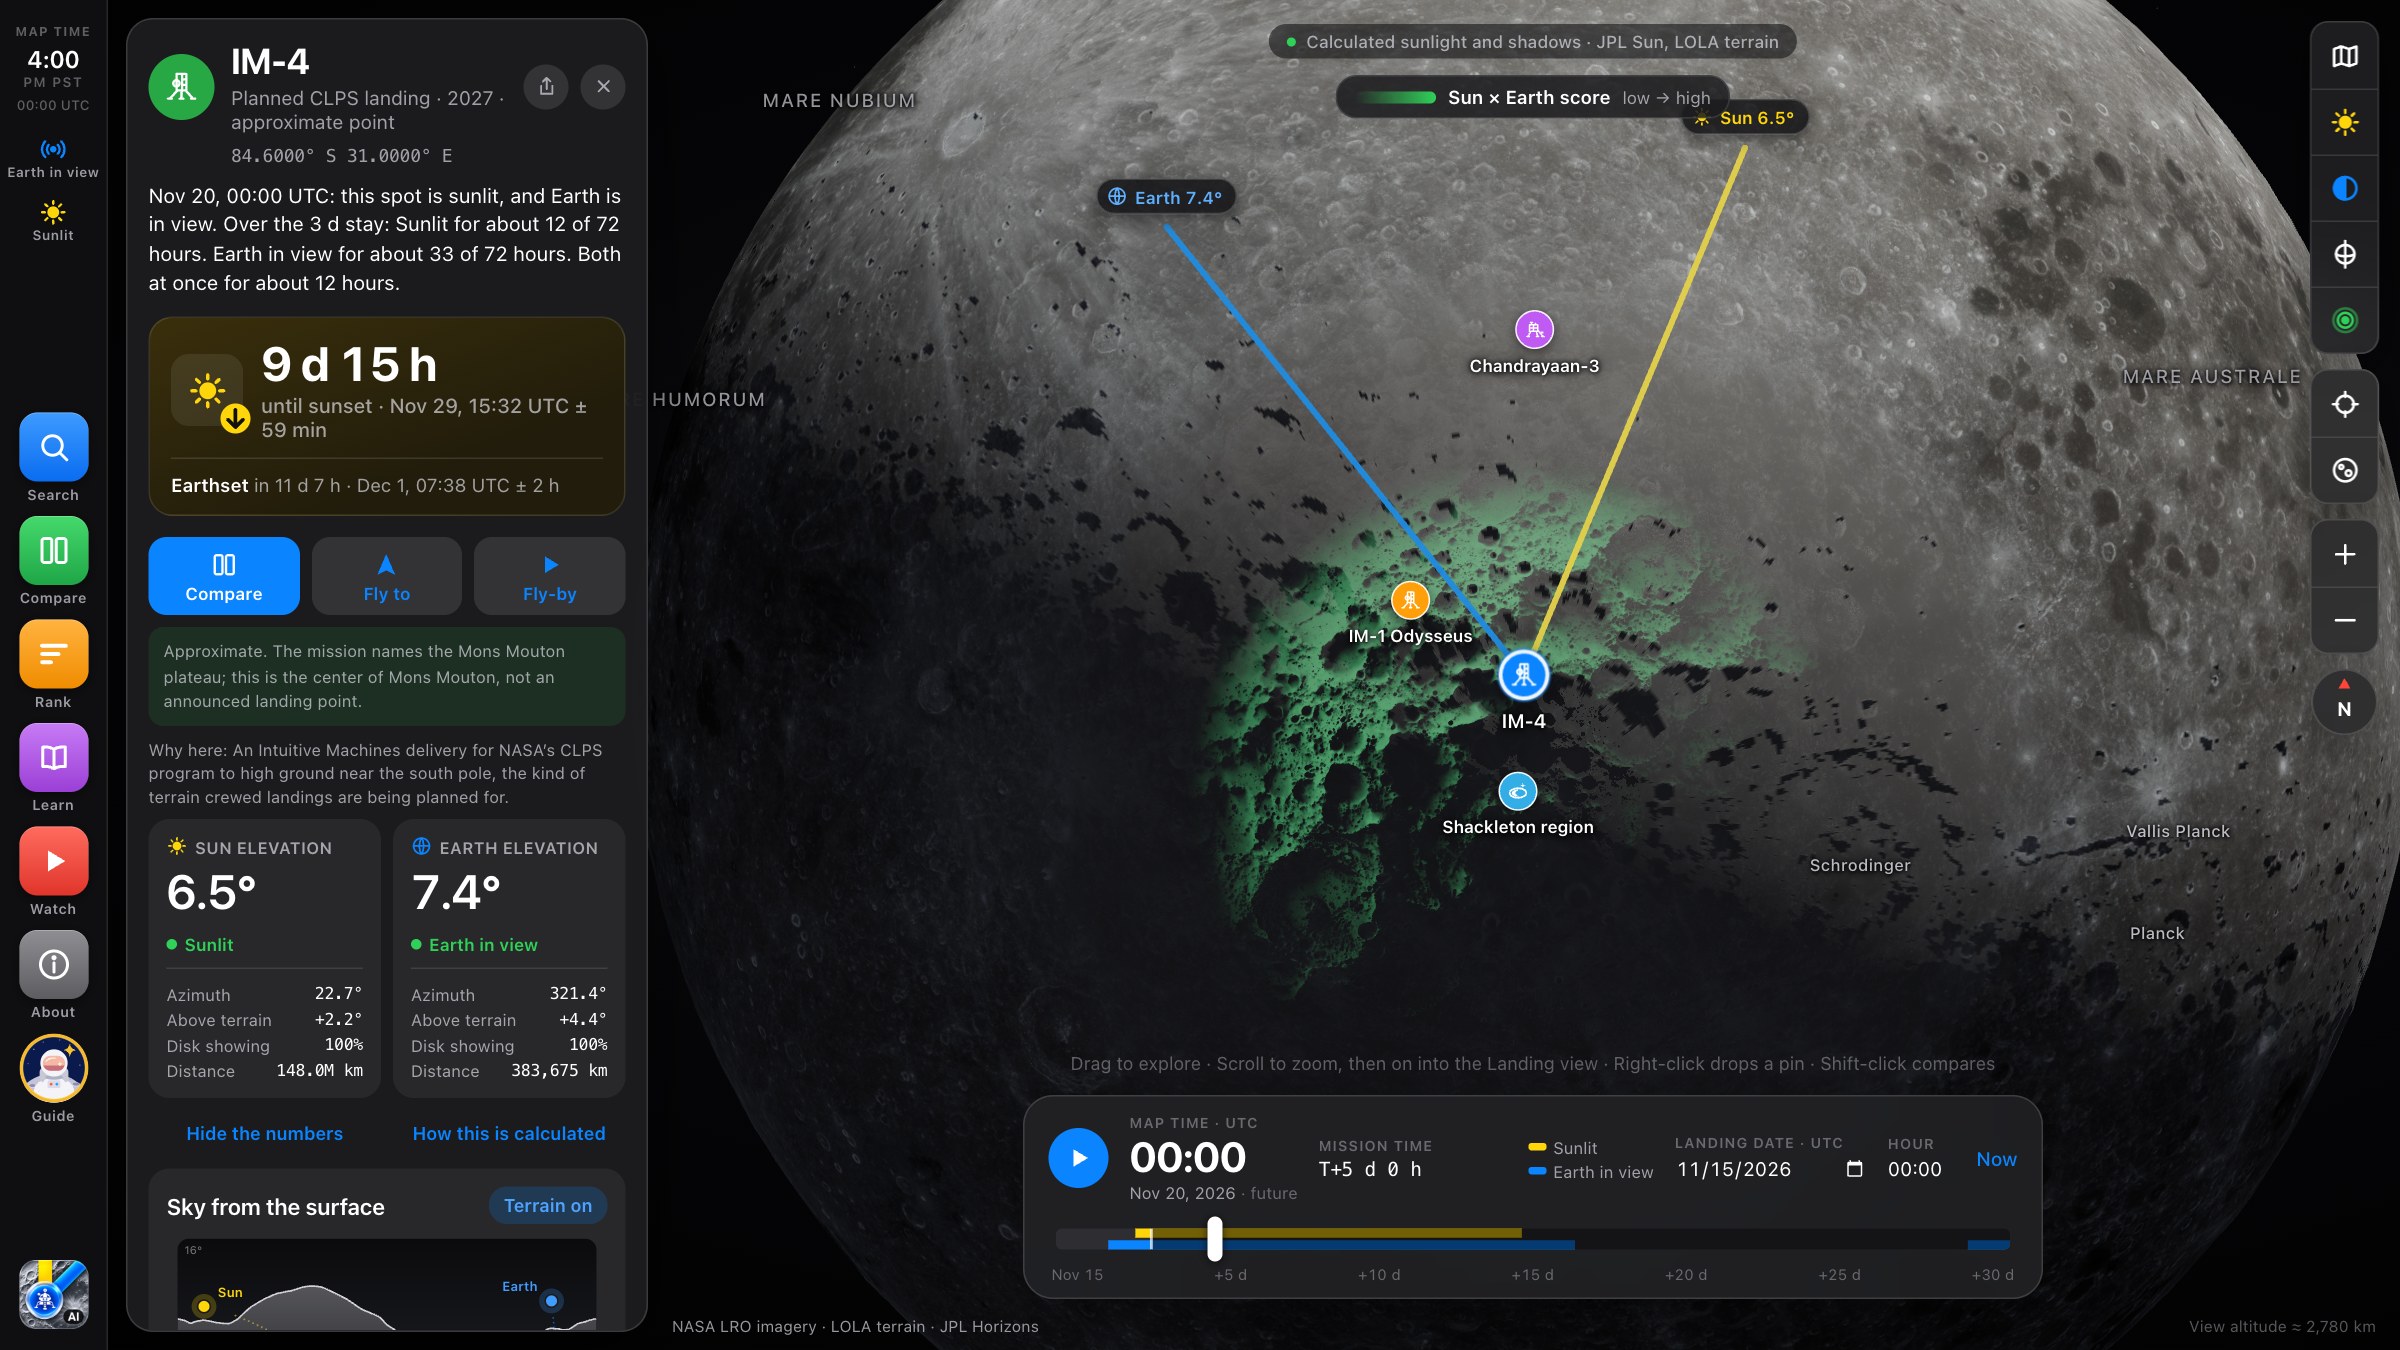 MAP TIME
4:00
PM PST
00:00 UTC
Earth in view
Sunlit
Search
Compare
Rank
Learn
Watch
About
Guide
AI
IM-4
Planned CLPS landing · 2027 ·
approximate point
84.6000° S 31.0000° E
Nov 20, 00:00 UTC: this spot is sunlit, and Earth is
in view. Over the 3 d stay: Sunlit for about 12 of 72
hours. Earth in view for about 33 of 72 hours. Both
at once for about 12 hours.
9 d 15 h
until sunset · Nov 29, 15:32 UTC ±
59 min
Earthset in 11 d 7 h · Dec 1, 07:38 UTC ± 2 h
Compare
Fly to
Fly-by
Approximate. The mission names the Mons Mouton
plateau; this is the center of Mons Mouton, not an
announced landing point.
Why here: An Intuitive Machines delivery for NASA's CLPS
program to high ground near the south pole, the kind of
terrain crewed landings are being planned for.
SUN ELEVATION
6.5°
Sunlit
Azimuth 22.7°
Above terrain +2.2°
Disk showing 100%
Distance 148.0M km
EARTH ELEVATION
7.4°
Earth in view
Azimuth 321.4°
Above terrain +4.4°
Disk showing 100%
Distance 383,675 km
Hide the numbers
How this is calculated
Sky from the surface
Terrain on
16°
Sun
Earth
Calculated sunlight and shadows · JPL Sun, LOLA terrain
Sun × Earth score low → high
Sun 6.5°
Earth 7.4°
MARE NUBIUM
HUMORUM
MARE AUSTRALE
Chandrayaan-3
IM-1 Odysseus
IM-4
Shackleton region
Vallis Planck
Schrodinger
Planck
N
Drag to explore · Scroll to zoom, then on into the Landing view · Right-click drops a pin · Shift-click compares
MAP TIME · UTC
00:00
Nov 20, 2026 · future
MISSION TIME
T+5 d 0 h
Sunlit
Earth in view
LANDING DATE · UTC
11/15/2026
HOUR
00:00
Now
Nov 15
+5 d
+10 d
+15 d
+20 d
+25 d
+30 d
NASA LRO imagery · LOLA terrain · JPL Horizons
View altitude ≈ 2,780 km